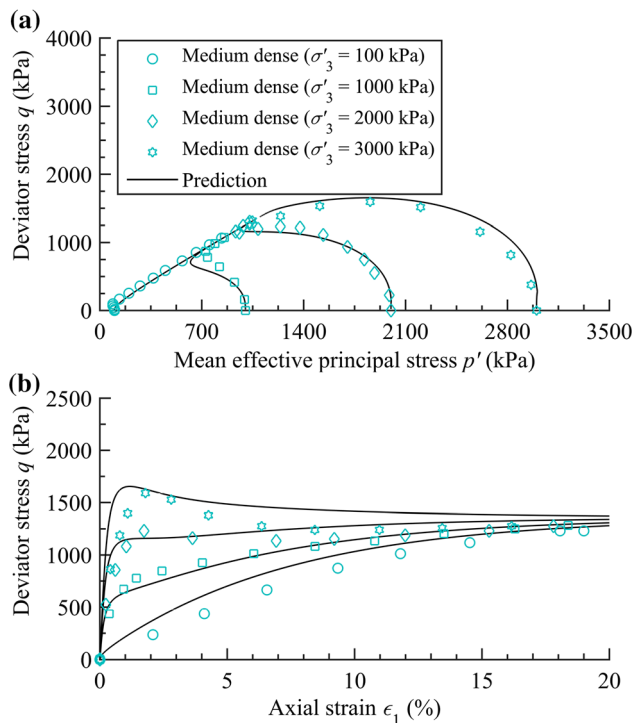 (a)
4000
3000
2000
1000
0
Deviator stress q (kPa)
Medium dense (σ′3 = 100 kPa)
Medium dense (σ′3 = 1000 kPa)
Medium dense (σ′3 = 2000 kPa)
Medium dense (σ′3 = 3000 kPa)
Prediction
0 700 1400 2100 2800 3500
Mean effective principal stress p′ (kPa)
(b)
2500
2000
1500
1000
500
0
Deviator stress q (kPa)
0 5 10 15 20
Axial strain ϵ1 (%)